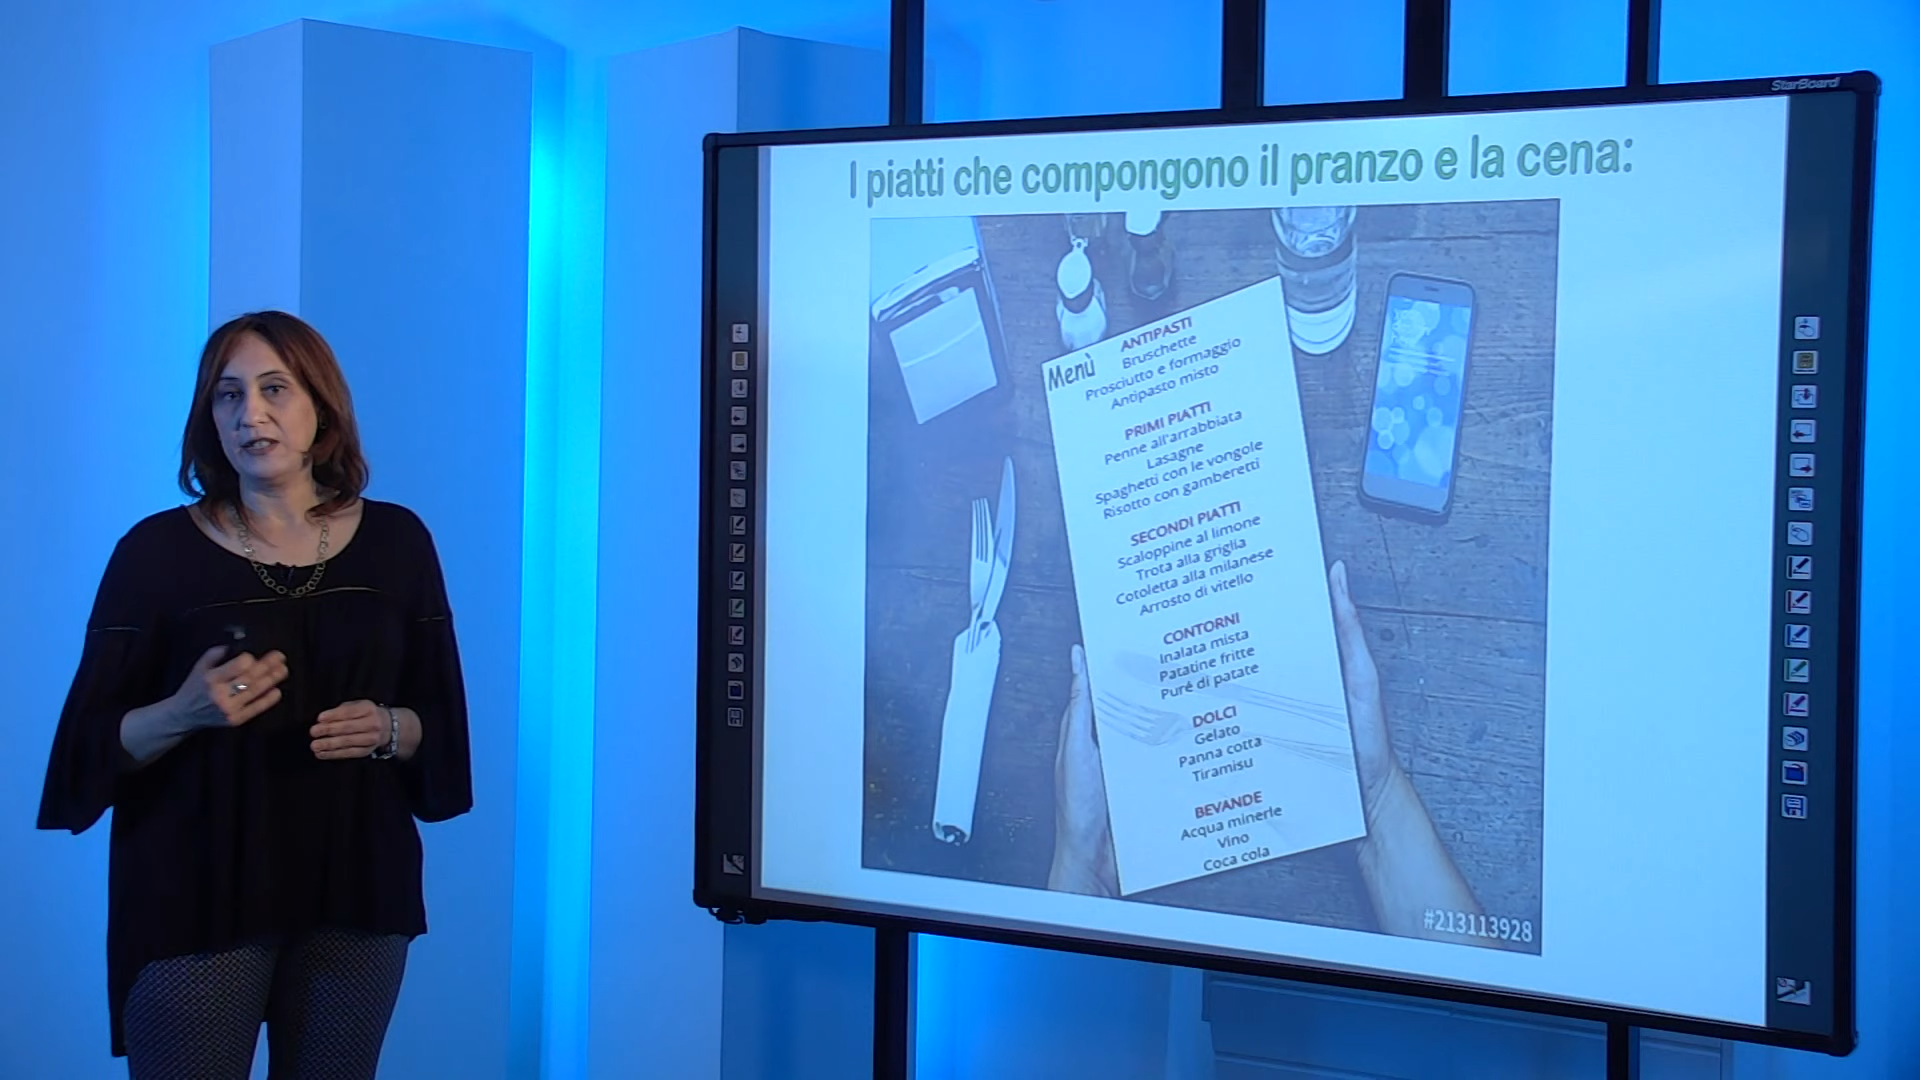 StarBoard
I piatti che compongono il pranzo e la cena:
Menù
ANTIPASTI
Bruschette
Prosciutto e formaggio
Antipasto misto
PRIMI PIATTI
Penne all'arrabbiata
Lasagne
Spaghetti con le vongole
Risotto con gamberetti
SECONDI PIATTI
Scaloppine al limone
Trota alla griglia
Cotoletta alla milanese
Arrosto di vitello
CONTORNI
Inalata mista
Patatine fritte
Puré di patate
DOLCI
Gelato
Panna cotta
Tiramisu
BEVANDE
Acqua minerle
Vino
Coca cola
#213113928